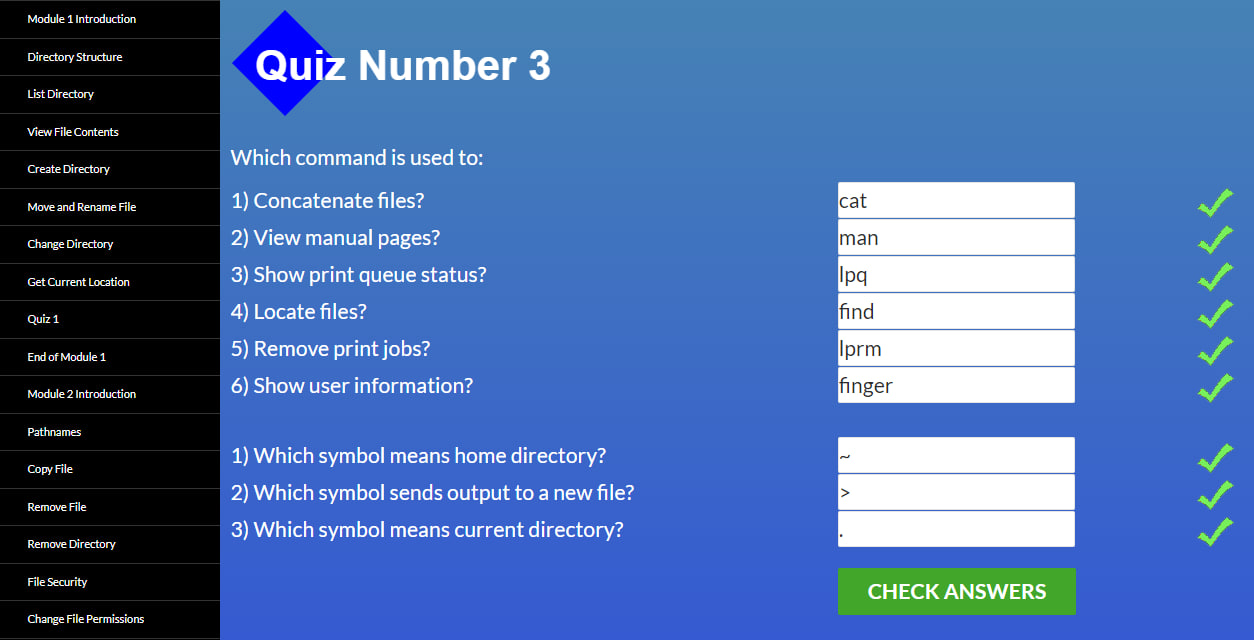 Module 1 Introduction
Directory Structure
List Directory
View File Contents
Create Directory
Move and Rename File
Change Directory
Get Current Location
Quiz 1
End of Module 1
Module 2 Introduction
Pathnames
Copy File
Remove File
Remove Directory
File Security
Change File Permissions
Quiz Number 3
Which command is used to:
1) Concatenate files? cat
2) View manual pages? man
3) Show print queue status? lpq
4) Locate files? find
5) Remove print jobs? lprm
6) Show user information? finger
1) Which symbol means home directory? ~
2) Which symbol sends output to a new file? >
3) Which symbol means current directory? .
CHECK ANSWERS